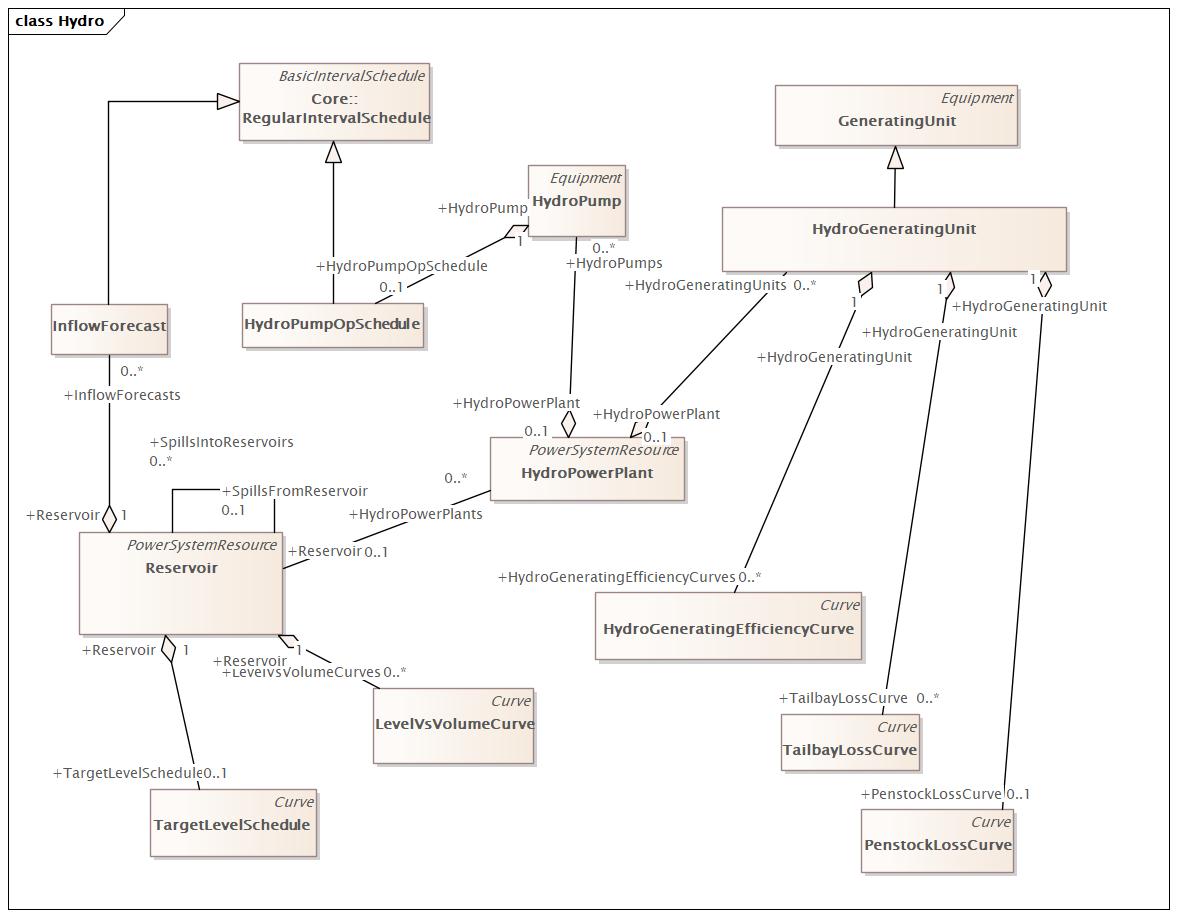 class Hydro
BasicIntervalSchedule
Core::
RegularIntervalSchedule
Equipment
GeneratingUnit
Equipment
HydroPump
+HydroPump
1
HydroGeneratingUnit
0..*
+HydroPumps
+HydroPumpOpSchedule
0..1
+HydroGeneratingUnits 0..*
1
1
1
+HydroGeneratingUnit
+HydroGeneratingUnit
+HydroGeneratingUnit
InflowForecast
HydroPumpOpSchedule
0..*
+InflowForecasts
+HydroPowerPlant
0..1
+HydroPowerPlant
0..1
PowerSystemResource
HydroPowerPlant
+SpillsIntoReservoirs
0..*
0..*
+HydroPowerPlants
+SpillsFromReservoir
0..1
+Reservoir 1
PowerSystemResource
Reservoir
+Reservoir 0..1
+HydroGeneratingEfficiencyCurves 0..*
Curve
HydroGeneratingEfficiencyCurve
+Reservoir 1
+Reservoir 1
+LevelVsVolumeCurves 0..*
Curve
LevelVsVolumeCurve
+TailbayLossCurve 0..*
Curve
TailbayLossCurve
+TargetLevelSchedule 0..1
Curve
TargetLevelSchedule
+PenstockLossCurve 0..1
Curve
PenstockLossCurve